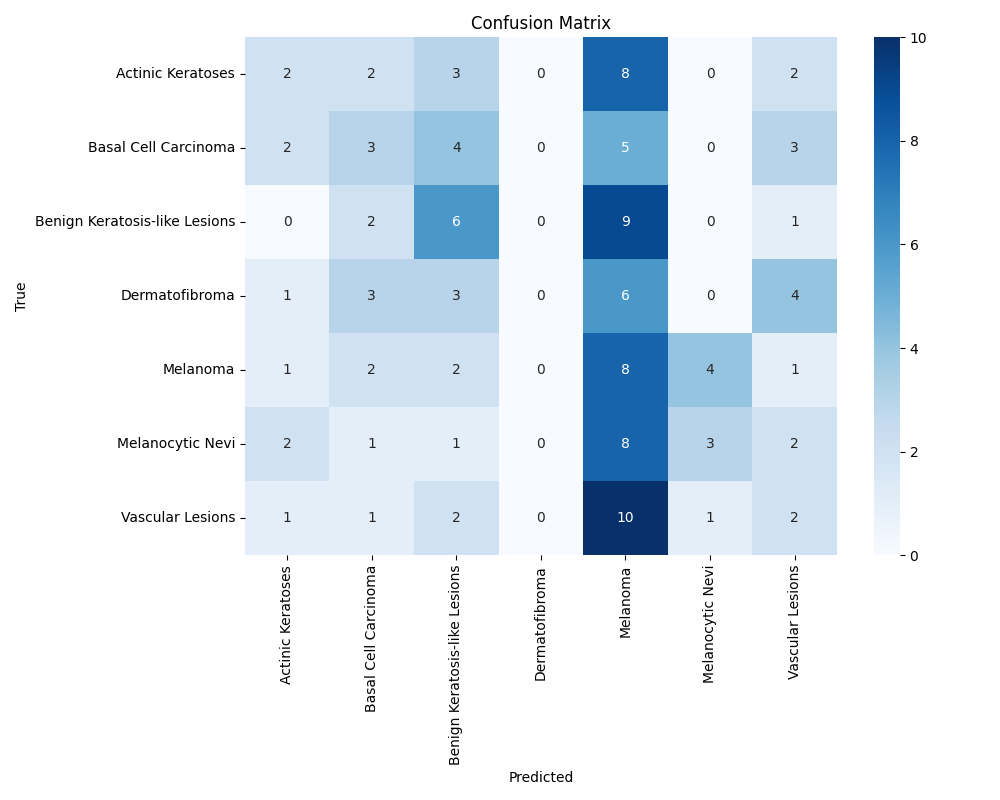 Confusion Matrix
True
Actinic Keratoses 2 2 3 0 8 0 2
Basal Cell Carcinoma 2 3 4 0 5 0 3
Benign Keratosis-like Lesions 0 2 6 0 9 0 1
Dermatofibroma 1 3 3 0 6 0 4
Melanoma 1 2 2 0 8 4 1
Melanocytic Nevi 2 1 1 0 8 3 2
Vascular Lesions 1 1 2 0 10 1 2
Actinic Keratoses
Basal Cell Carcinoma
Benign Keratosis-like Lesions
Dermatofibroma
Melanoma
Melanocytic Nevi
Vascular Lesions
Predicted
10
8
6
4
2
0